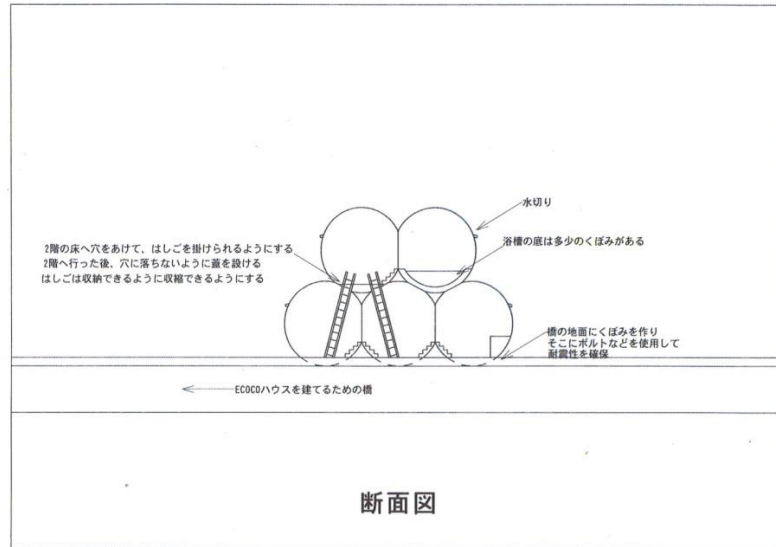 水切り
2階の床へ穴をあけて、はしごを掛けられるようにする
2階へ行った後、穴に落ちないように蓋を設ける
はしごは収納できるように収縮できるようにする
浴槽の底は多少のくぼみがある
橋の地面にくぼみを作り
そこにボルトなどを使用して
耐震性を確保
ECOCOハウスを建てるための橋
断面図